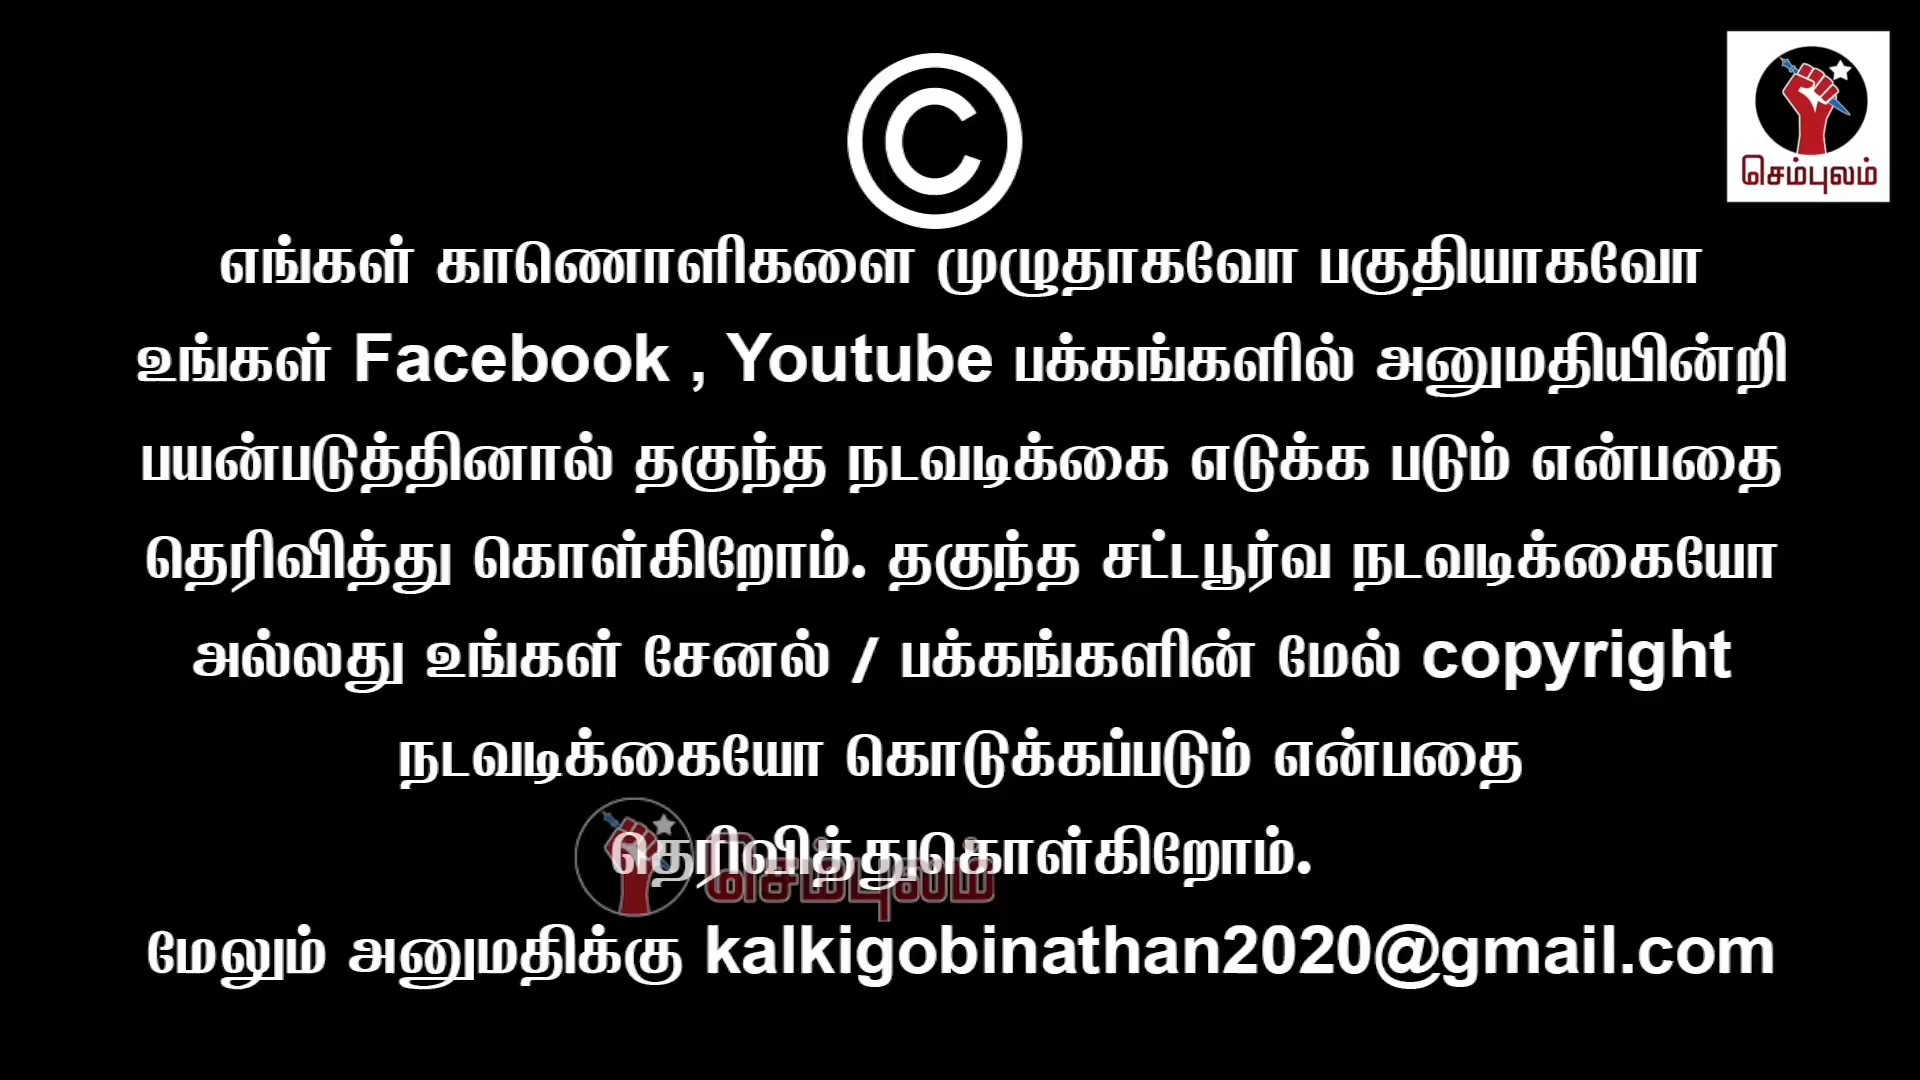 ©
செம்புலம்
எங்கள் காணொளிகளை முழுதாகவோ பகுதியாகவோ
உங்கள் Facebook , Youtube பக்கங்களில் அனுமதியின்றி
பயன்படுத்தினால் தகுந்த நடவடிக்கை எடுக்க படும் என்பதை
தெரிவித்து கொள்கிறோம். தகுந்த சட்டபூர்வ நடவடிக்கையோ
அல்லது உங்கள் சேனல் / பக்கங்களின் மேல் copyright
நடவடிக்கையோ கொடுக்கப்படும் என்பதை
தெரிவித்துகொள்கிறோம்.
செம்புலம்
மேலும் அனுமதிக்கு kalkigobinathan2020@gmail.com